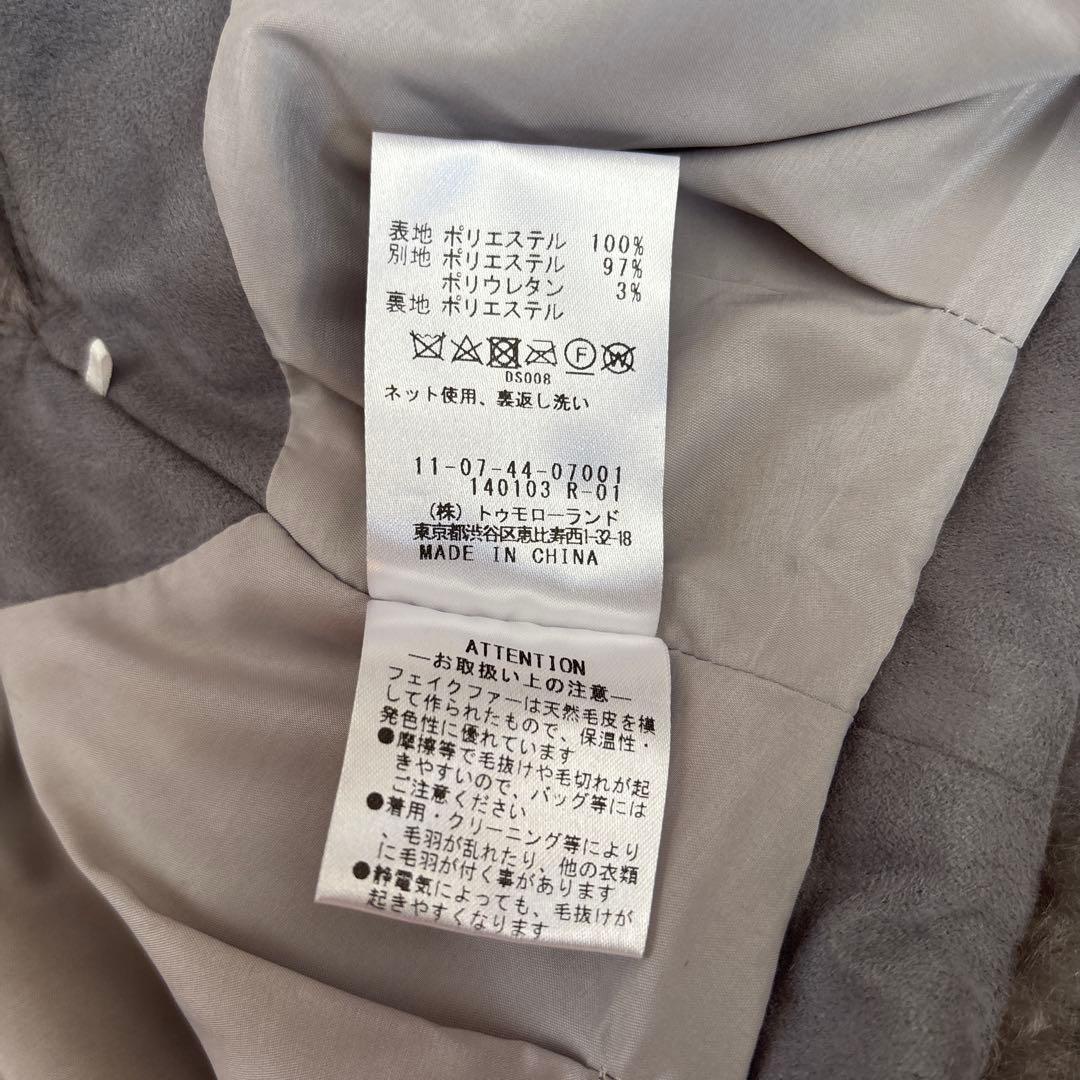 表地 ポリエステル 100%
別地 ポリエステル 97%
ポリウレタン 3%
裏地 ポリエステル
F W
DS008
ネット使用、裏返し洗い
11-07-44-07001
140103 R-01
(株) トゥモローランド
東京都渋谷区恵比寿西1-32-18
MADE IN CHINA
ATTENTION
—お取扱い上の注意—
フェイクファーは天然毛皮を模
して作られたもので、保温性・
発色性に優れています
●摩擦等で毛抜けや毛切れが起
きやすいので、バッグ等には
ご注意ください
●着用・クリーニング等により
、毛羽が乱れたり、他の衣類
に毛羽が付く事があります
●静電気によっても、毛抜けが
起きやすくなります